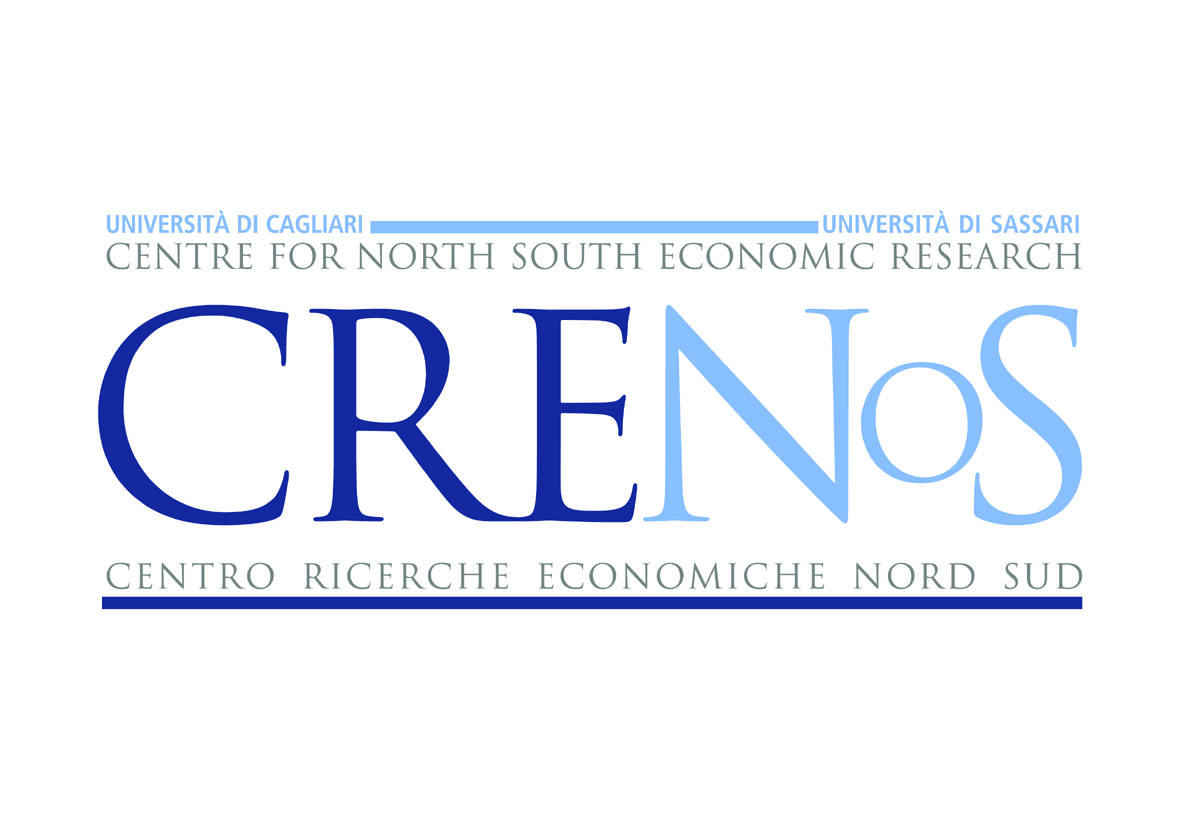 UNIVERSITÀ DI CAGLIARI UNIVERSITÀ DI SASSARI
CENTRE FOR NORTH SOUTH ECONOMIC RESEARCH
CRENoS
CENTRO RICERCHE ECONOMICHE NORD SUD